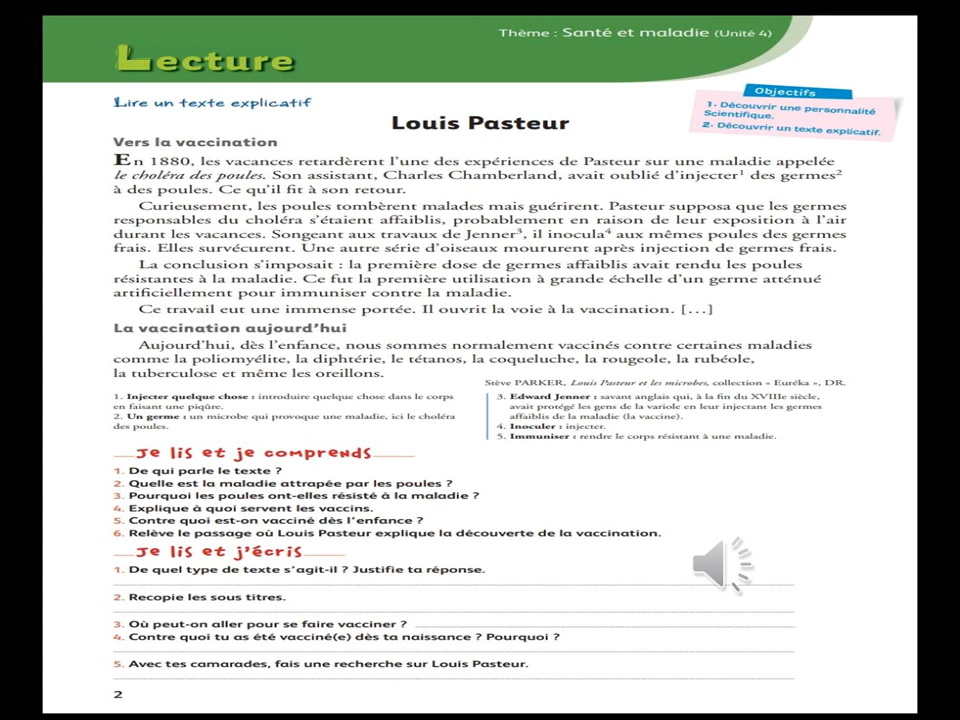 Thème : Santé et maladie (Unité 4)
Lecture
Lire un texte explicatif
Objectifs
1- Découvrir une personnalité
Scientifique.
2- Découvrir un texte explicatif.
Louis Pasteur
Vers la vaccination
En 1880, les vacances retardèrent l'une des expériences de Pasteur sur une maladie appelée
le choléra des poules. Son assistant, Charles Chamberland, avait oublié d'injecter¹ des germes²
à des poules. Ce qu'il fit à son retour.
Curieusement, les poules tombèrent malades mais guérirent. Pasteur supposa que les germes
responsables du choléra s'étaient affaiblis, probablement en raison de leur exposition à l'air
durant les vacances. Songeant aux travaux de Jenner³, il inocula⁴ aux mêmes poules des germes
frais. Elles survécurent. Une autre série d'oiseaux moururent après injection de germes frais.
La conclusion s'imposait : la première dose de germes affaiblis avait rendu les poules
résistantes à la maladie. Ce fut la première utilisation à grande échelle d'un germe atténué
artificiellement pour immuniser contre la maladie.
Ce travail eut une immense portée. Il ouvrit la voie à la vaccination. […]
La vaccination aujourd'hui
Aujourd'hui, dès l'enfance, nous sommes normalement vaccinés contre certaines maladies
comme la poliomyélite, la diphtérie, le tétanos, la coqueluche, la rougeole, la rubéole,
la tuberculose et même les oreillons.
Stève PARKER, Louis Pasteur et les microbes, collection « Euréka », DR.
1. Injecter quelque chose : introduire quelque chose dans le corps
en faisant une piqûre.
2. Un germe : un microbe qui provoque une maladie, ici le choléra
des poules.
3. Edward Jenner : savant anglais qui, à la fin du XVIIIe siècle,
avait protégé les gens de la variole en leur injectant les germes
affaiblis de la maladie (la vaccine).
4. Inoculer : injecter.
5. Immuniser : rendre le corps résistant à une maladie.
Je lis et je comprends
1. De qui parle le texte ?
2. Quelle est la maladie attrapée par les poules ?
3. Pourquoi les poules ont-elles résisté à la maladie ?
4. Explique à quoi servent les vaccins.
5. Contre quoi est-on vacciné dès l'enfance ?
6. Relève le passage où Louis Pasteur explique la découverte de la vaccination.
Je lis et j'écris
1. De quel type de texte s'agit-il ? Justifie ta réponse.
2. Recopie les sous titres.
3. Où peut-on aller pour se faire vacciner ?
4. Contre quoi tu as été vacciné(e) dès ta naissance ? Pourquoi ?
5. Avec tes camarades, fais une recherche sur Louis Pasteur.
2